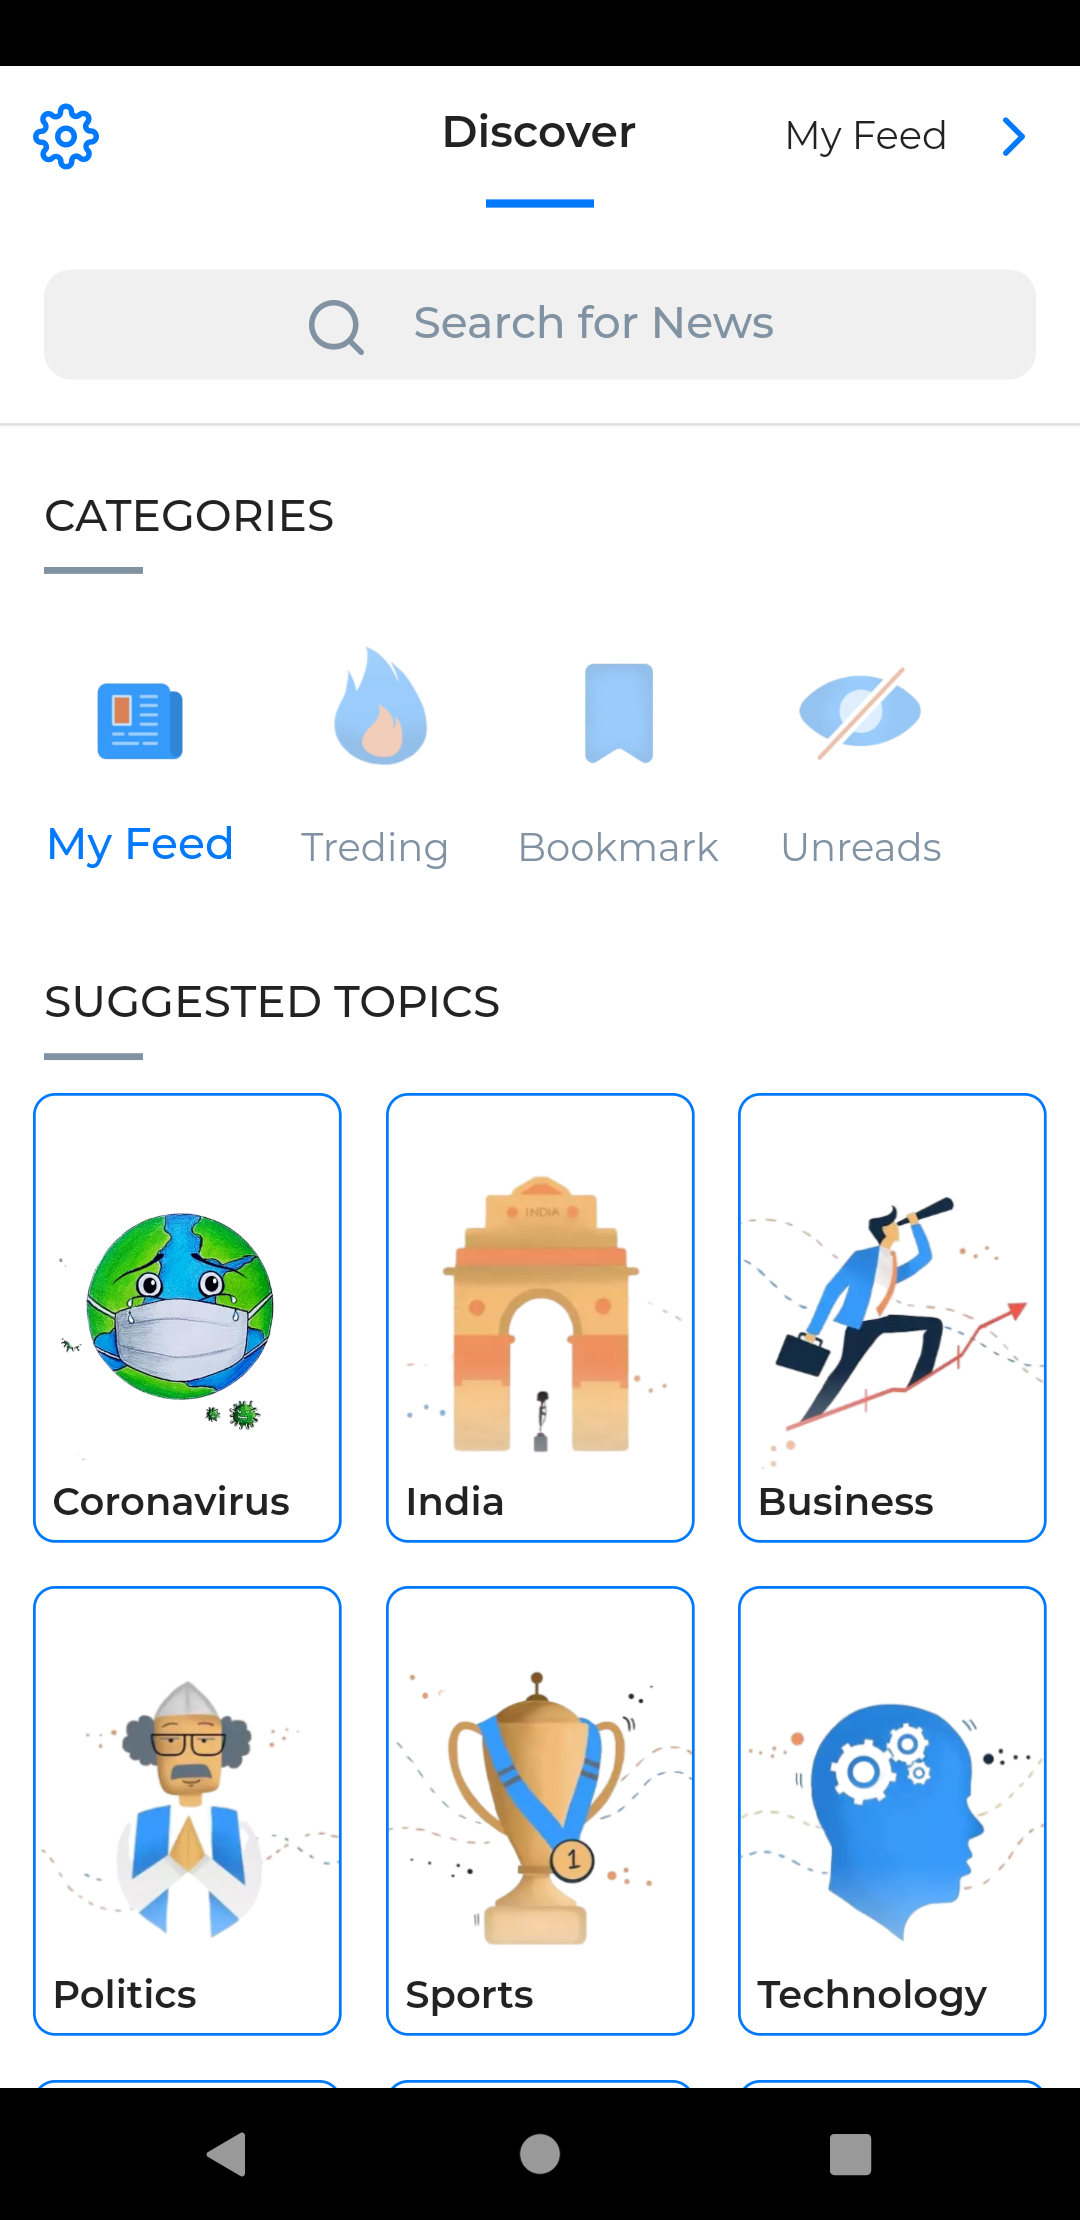 Discover
My Feed
Search for News
CATEGORIES
My Feed
Treding
Bookmark
Unreads
SUGGESTED TOPICS
INDIA
Coronavirus
India
Business
1
Politics
Sports
Technology